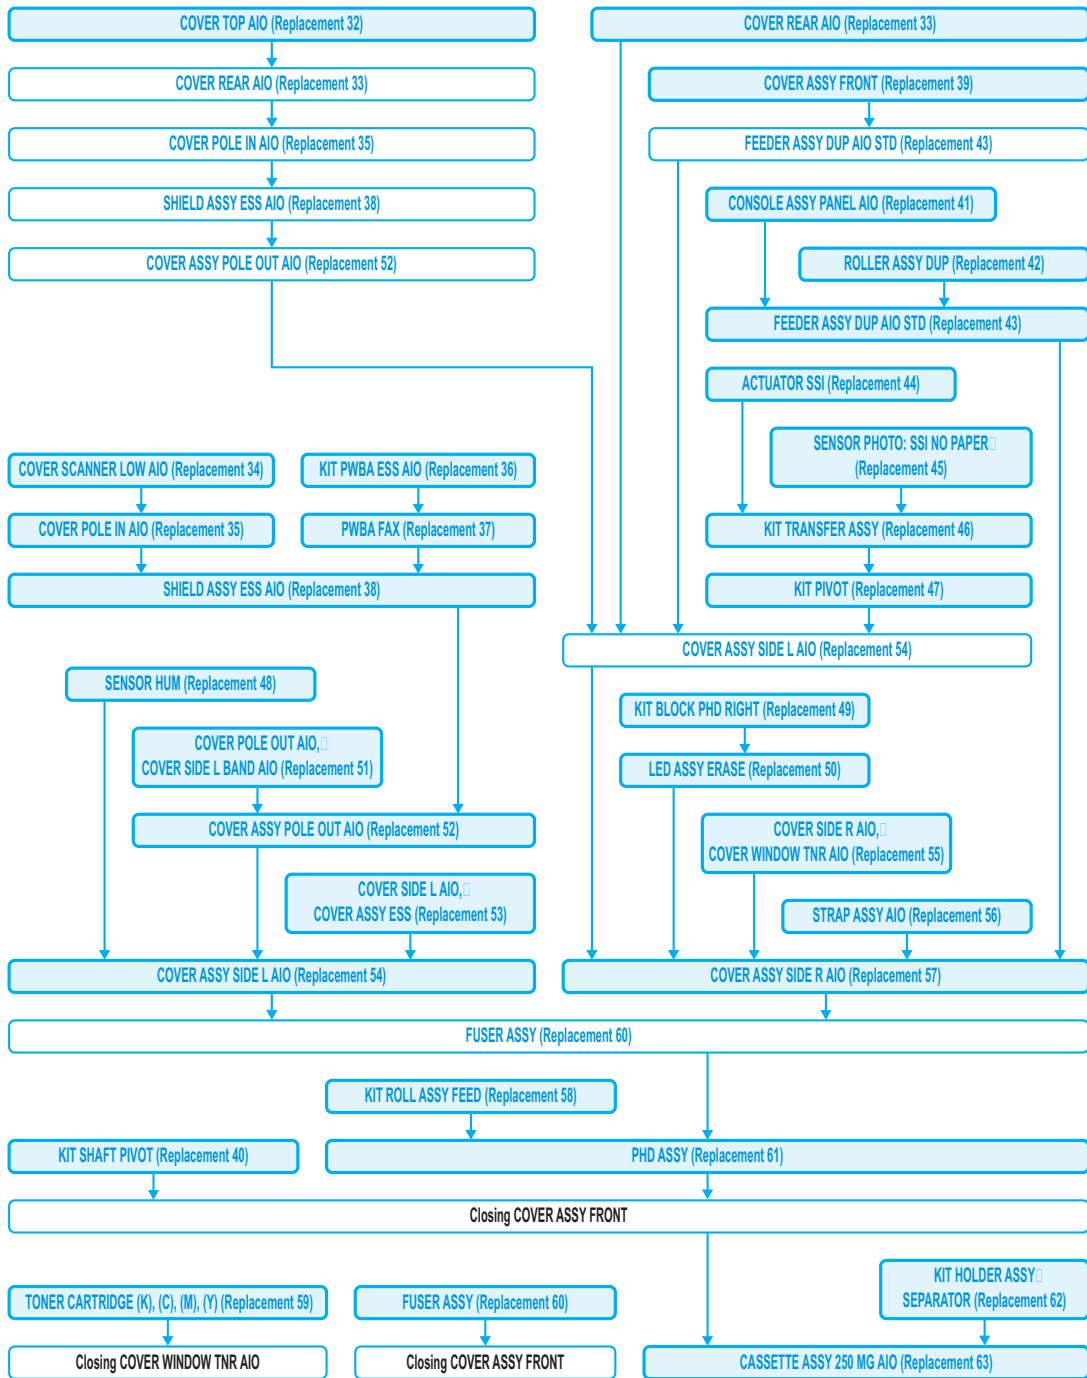 COVER TOP AIO (Replacement 32)
COVER REAR AIO (Replacement 33)
COVER POLE IN AIO (Replacement 35)
SHIELD ASSY ESS AIO (Replacement 38)
COVER ASSY POLE OUT AIO (Replacement 52)
COVER REAR AIO (Replacement 33)
COVER ASSY FRONT (Replacement 39)
FEEDER ASSY DUP AIO STD (Replacement 43)
CONSOLE ASSY PANEL AIO (Replacement 41)
ROLLER ASSY DUP (Replacement 42)
FEEDER ASSY DUP AIO STD (Replacement 43)
ACTUATOR SSI (Replacement 44)
SENSOR PHOTO: SSI NO PAPER
(Replacement 45)
KIT TRANSFER ASSY (Replacement 46)
KIT PIVOT (Replacement 47)
COVER ASSY SIDE L AIO (Replacement 54)
COVER SCANNER LOW AIO (Replacement 34)
KIT PWBA ESS AIO (Replacement 36)
COVER POLE IN AIO (Replacement 35)
PWBA FAX (Replacement 37)
SHIELD ASSY ESS AIO (Replacement 38)
SENSOR HUM (Replacement 48)
COVER POLE OUT AIO,
COVER SIDE L BAND AIO (Replacement 51)
COVER ASSY POLE OUT AIO (Replacement 52)
COVER SIDE L AIO,
COVER ASSY ESS (Replacement 53)
COVER ASSY SIDE L AIO (Replacement 54)
KIT BLOCK PHD RIGHT (Replacement 49)
LED ASSY ERASE (Replacement 50)
COVER SIDE R AIO,
COVER WINDOW TNR AIO (Replacement 55)
STRAP ASSY AIO (Replacement 56)
COVER ASSY SIDE R AIO (Replacement 57)
FUSER ASSY (Replacement 60)
KIT ROLL ASSY FEED (Replacement 58)
KIT SHAFT PIVOT (Replacement 40)
PHD ASSY (Replacement 61)
Closing COVER ASSY FRONT
KIT HOLDER ASSY
SEPARATOR (Replacement 62)
TONER CARTRIDGE (K), (C), (M), (Y) (Replacement 59)
FUSER ASSY (Replacement 60)
Closing COVER WINDOW TNR AIO
Closing COVER ASSY FRONT
CASSETTE ASSY 250 MG AIO (Replacement 63)